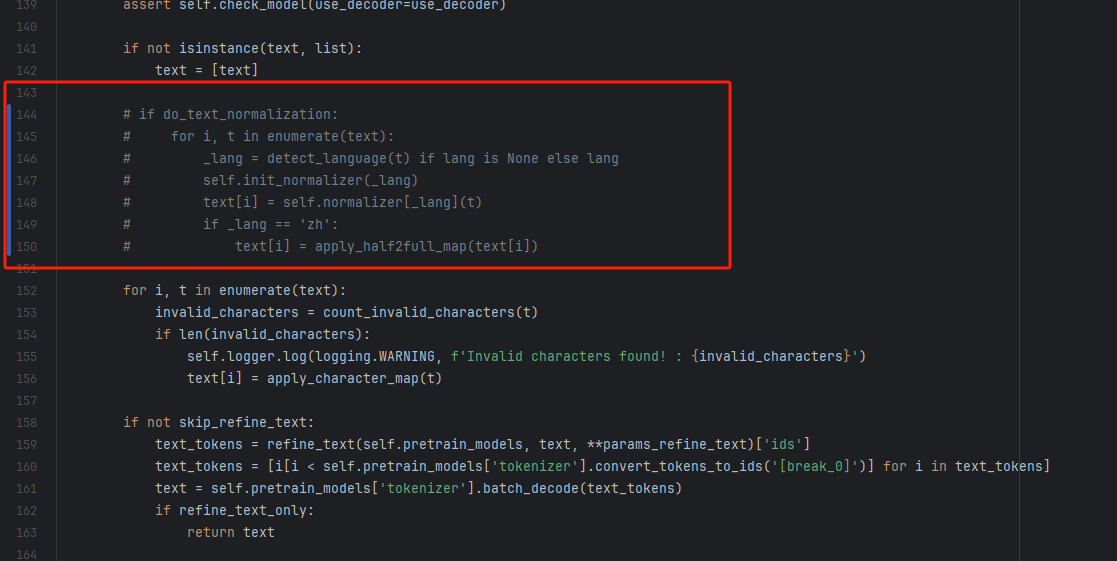 139 assert self.check_model(use_decoder=use_decoder)
140
141 if not isinstance(text, list):
142 text = [text]
143
144 # if do_text_normalization:
145 # for i, t in enumerate(text):
146 # _lang = detect_language(t) if lang is None else lang
147 # self.init_normalizer(_lang)
148 # text[i] = self.normalizer[_lang](t)
149 # if _lang == 'zh':
150 # text[i] = apply_half2full_map(text[i])
151
152 for i, t in enumerate(text):
153 invalid_characters = count_invalid_characters(t)
154 if len(invalid_characters):
155 self.logger.log(logging.WARNING, f'Invalid characters found! : {invalid_characters}')
156 text[i] = apply_character_map(t)
157
158 if not skip_refine_text:
159 text_tokens = refine_text(self.pretrain_models, text, **params_refine_text)['ids']
160 text_tokens = [i[i < self.pretrain_models['tokenizer'].convert_tokens_to_ids('[break_0]')] for i in text_tokens]
161 text = self.pretrain_models['tokenizer'].batch_decode(text_tokens)
162 if refine_text_only:
163 return text
164